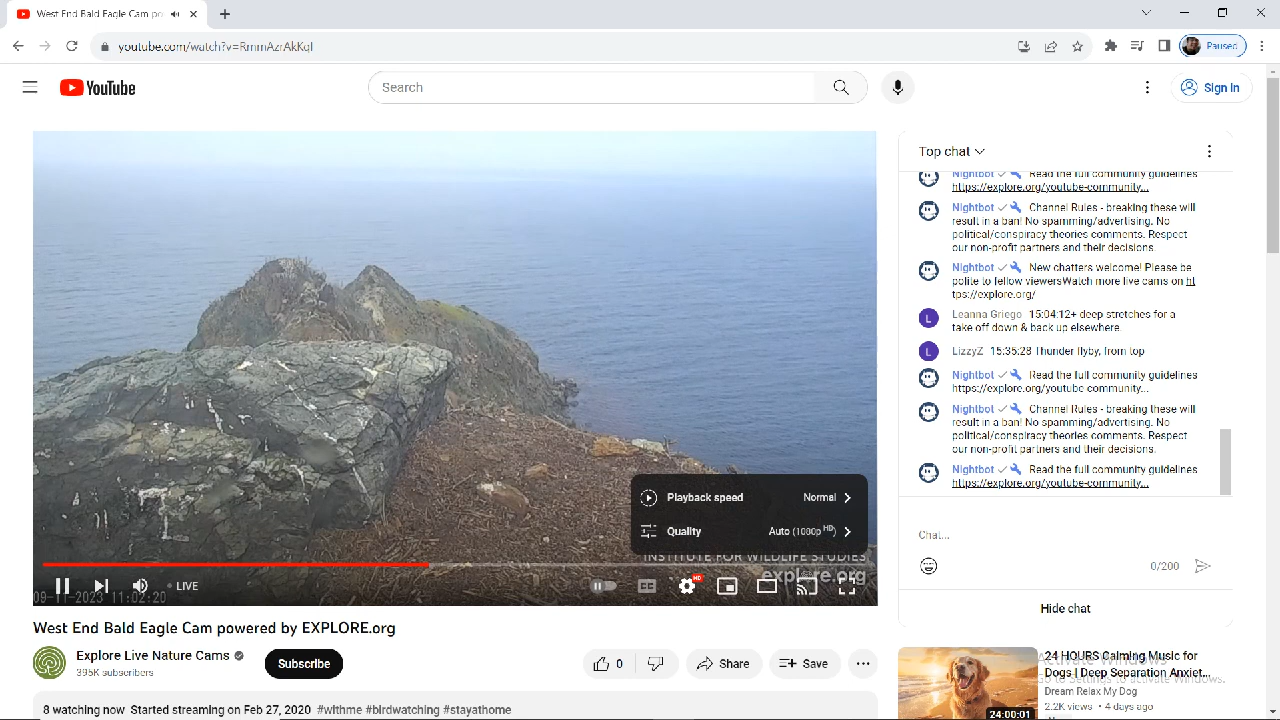 West End Bald Eagle Cam po
youtube.com/watch?v=RmmAzrAkKqI
Paused
YouTube
Search
Sign in
Top chat
Nightbot Read the full community guidelines
https://explore.org/youtube-community...
Nightbot Channel Rules - breaking these will
result in a ban! No spamming/advertising. No
political/conspiracy theories comments. Respect
our non-profit partners and their decisions.
Nightbot New chatters welcome! Please be
polite to fellow viewersWatch more live cams on ht
tps://explore.org/
Leanna Griego 15:04:12+ deep stretches for a
take off down & back up elsewhere.
LizzyZ 15:35:28 Thunder flyby, from top
Nightbot Read the full community guidelines
https://explore.org/youtube-community...
Nightbot Channel Rules - breaking these will
result in a ban! No spamming/advertising. No
political/conspiracy theories comments. Respect
our non-profit partners and their decisions.
Nightbot Read the full community guidelines
https://explore.org/youtube-community...
Chat...
0/200
Hide chat
Playback speed Normal
Quality Auto (1080p HD)
INSTITUTE FOR WILDLIFE STUDIES
explore.org
LIVE
CC
HD
09-11-2023 11:02:20
West End Bald Eagle Cam powered by EXPLORE.org
Explore Live Nature Cams
395K subscribers
Subscribe
0
Share
Save
8 watching now Started streaming on Feb 27, 2020 #withme #birdwatching #stayathome
24 HOURS Calming Music for
Dogs | Deep Separation Anxiet...
Dream Relax My Dog
2.2K views • 4 days ago
24:00:01
Activate Windows
Go to Settings to activate Windows.